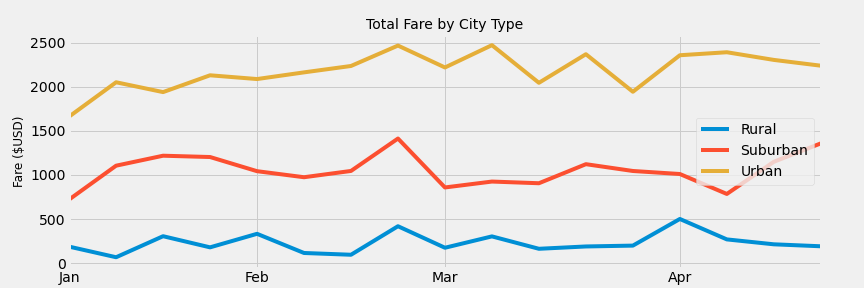 Total Fare by City Type
Fare ($USD)
2500
2000
1500
1000
500
0
Jan
Feb
Mar
Apr
Rural
Suburban
Urban